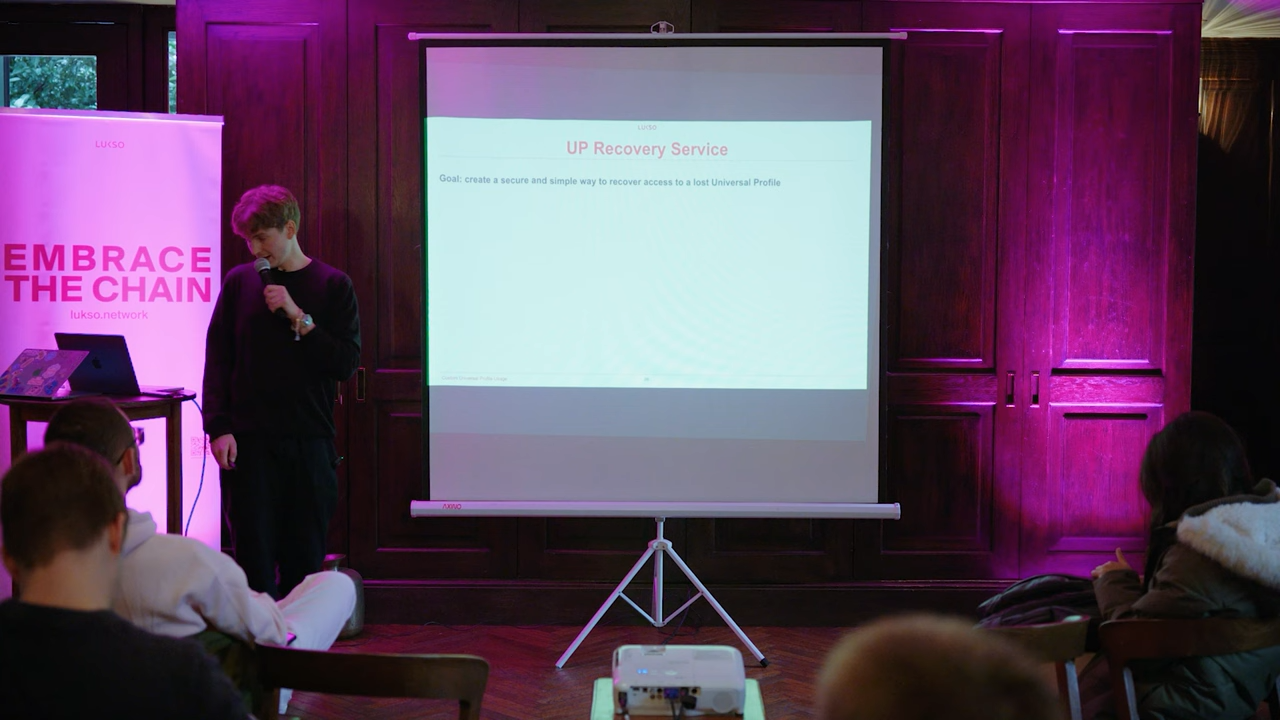 LUKSO
EMBRACE
THE CHAIN
lukso.network
LUKSO
UP Recovery Service
Goal: create a secure and simple way to recover access to a lost Universal Profile